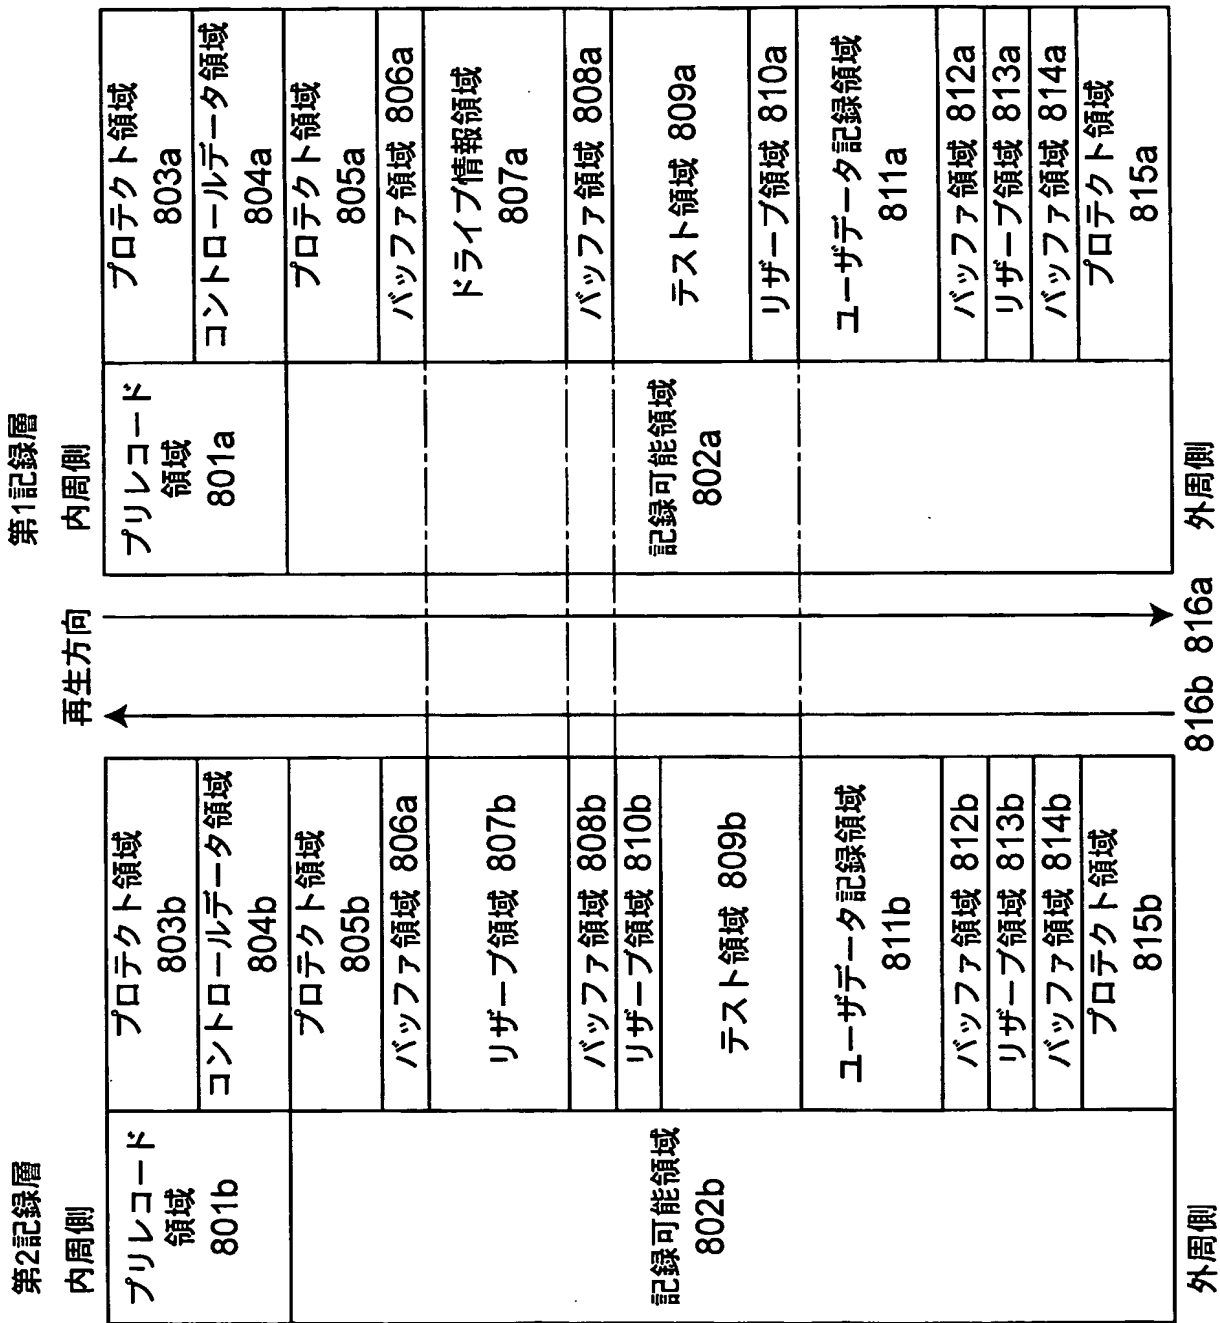 第1記録層
内周側
外周側
プリレコード
領域
801a
記録可能領域
802a
プロテクト領域
803a
コントロールデータ領域
804a
プロテクト領域
805a
バッファ領域 806a
ドライブ情報領域
807a
バッファ領域 808a
テスト領域 809a
リザーブ領域 810a
ユーザデータ記録領域
811a
バッファ領域 812a
リザーブ領域 813a
バッファ領域 814a
プロテクト領域
815a
再生方向
816b 816a
第2記録層
内周側
外周側
プリレコード
領域
801b
記録可能領域
802b
プロテクト領域
803b
コントロールデータ領域
804b
プロテクト領域
805b
バッファ領域 806a
リザーブ領域 807b
バッファ領域 808b
リザーブ領域 810b
テスト領域 809b
ユーザデータ記録領域
811b
バッファ領域 812b
リザーブ領域 813b
バッファ領域 814b
プロテクト領域
815b